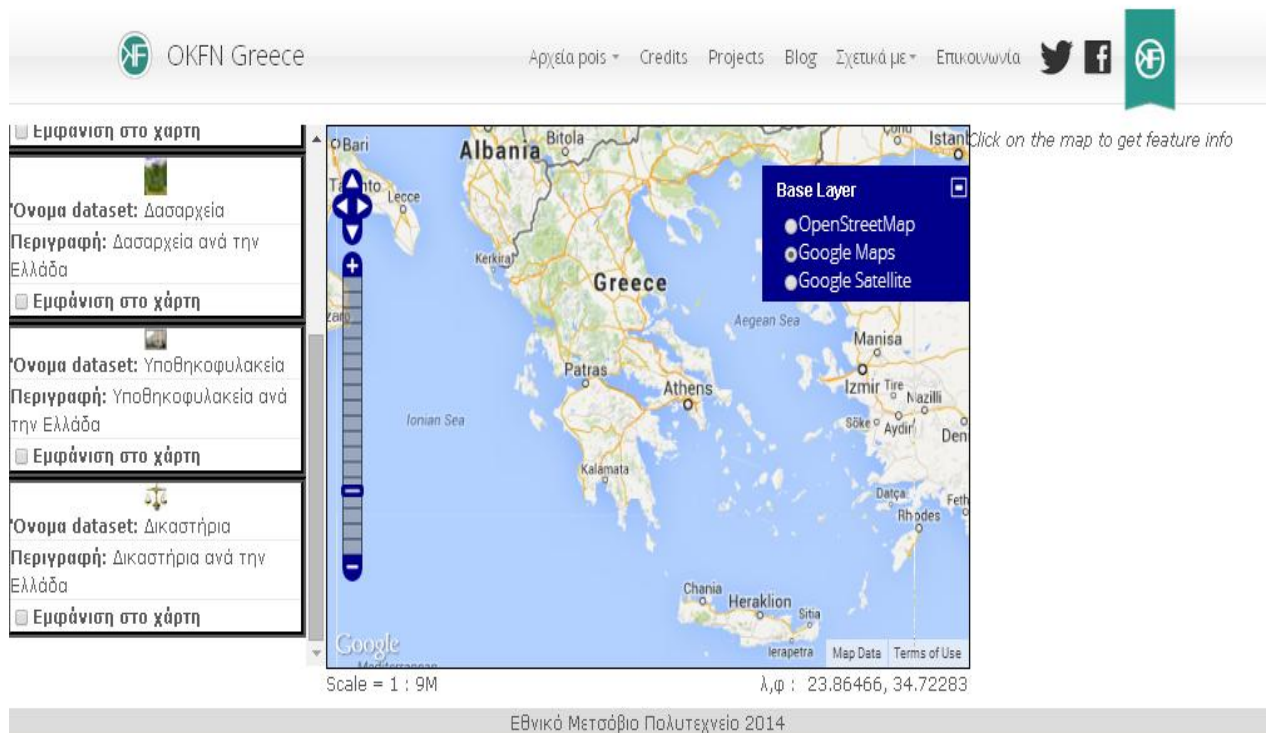 OKFN Greece
Αρχεία pois Credits Projects Blog Σχετικά με Επικοινωνία
Εμφάνιση στο χάρτη
Όνομα dataset: Δασαρχεία
Περιγραφή: Δασαρχεία ανά την
Ελλάδα
Εμφάνιση στο χάρτη
Όνομα dataset: Υποθηκοφυλακεία
Περιγραφή: Υποθηκοφυλακεία ανά
την Ελλάδα
Εμφάνιση στο χάρτη
Όνομα dataset: Δικαστήρια
Περιγραφή: Δικαστήρια ανά την
Ελλάδα
Εμφάνιση στο χάρτη
Bari
Albania
Bitola
Istan
Lecce
Kerkira
Greece
Aegean Sea
Manisa
Patras
Athens
Izmir
Tire
Nazilli
Ionian Sea
Söke
Aydin
Den
Kalamata
Datça
Feth
Rhodes
Chania
Heraklion
Sitia
Ierapetra
Google
Map Data
Terms of Use
Base Layer
OpenStreetMap
Google Maps
Google Satellite
Click on the map to get feature info
Scale = 1 : 9M
λ,φ : 23.86466, 34.72283
Εθνικό Μετσόβιο Πολυτεχνείο 2014